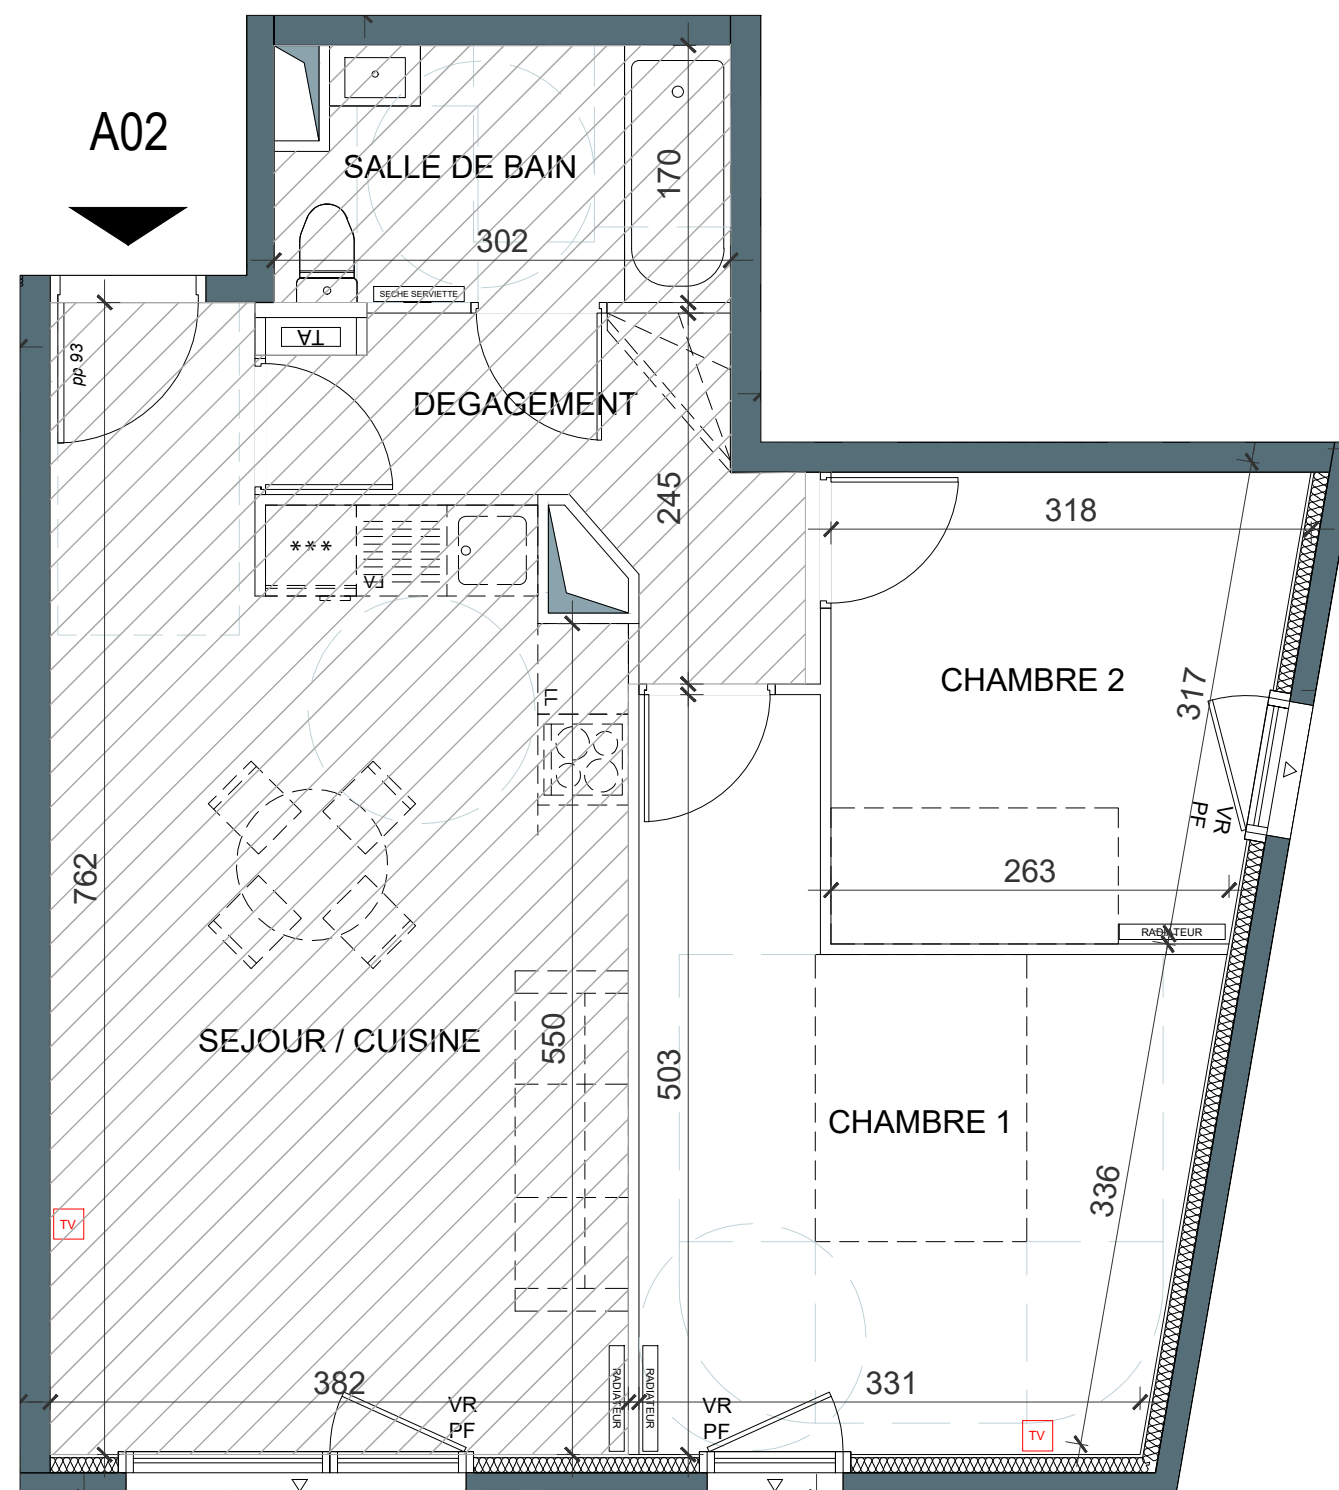 A02
SALLE DE BAIN
170
302
SECHE SERVIETTE
TA
pp 93
DEGAGEMENT
245
318
***
LV
CHAMBRE 2
317
LL
VR
PF
762
263
RADIATEUR
SEJOUR / CUISINE
550
503
CHAMBRE 1
336
TV
382
VR
PF
RADIATEUR
RADIATEUR
VR
PF
331
TV